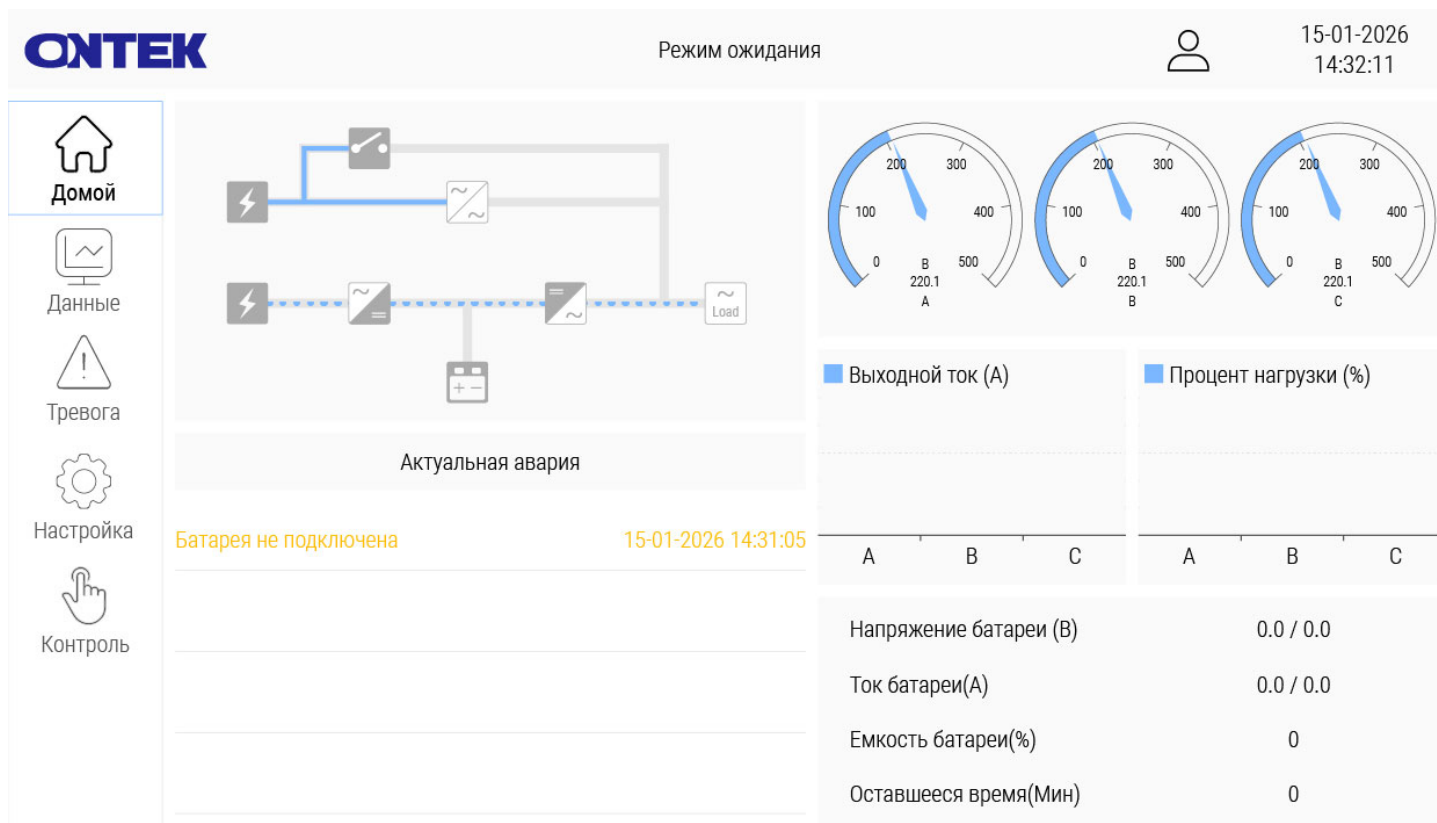 ONTEK
Режим ожидания
15-01-2026
14:32:11
Домой
Данные
Тревога
Настройка
Контроль
Load
Актуальная авария
Батарея не подключена 15-01-2026 14:31:05
0 100 200 300 400 500
В
220.1
A
0 100 200 300 400 500
В
220.1
B
0 100 200 300 400 500
В
220.1
C
Выходной ток (А)
A B C
Процент нагрузки (%)
A B C
Напряжение батареи (В) 0.0 / 0.0
Ток батареи(А) 0.0 / 0.0
Емкость батареи(%) 0
Оставшееся время(Мин) 0